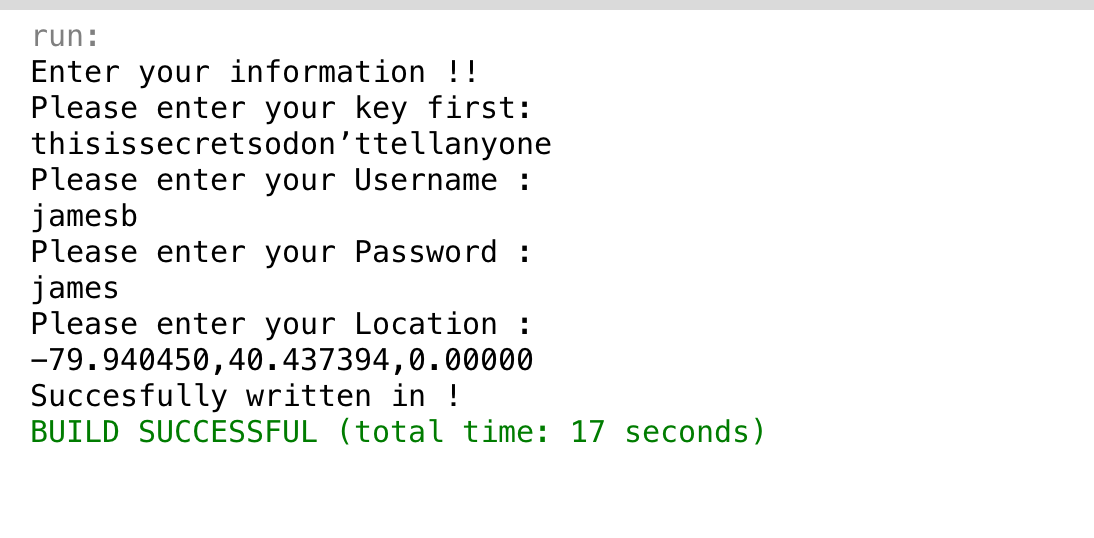 run:
Enter your information !!
Please enter your key first:
thisissecretsodon’ttellanyone
Please enter your Username :
jamesb
Please enter your Password :
james
Please enter your Location :
−79.940450,40.437394,0.00000
Succesfully written in !
BUILD SUCCESSFUL (total time: 17 seconds)